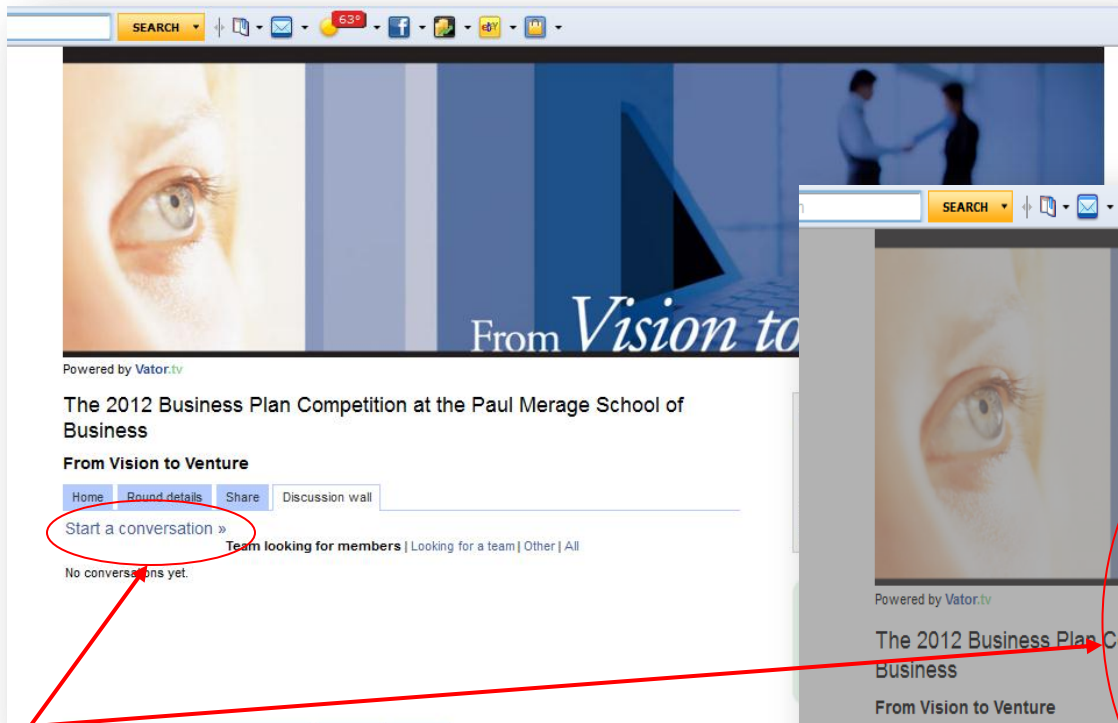 SEARCH
63°
ebY
From Vision to
Powered by Vator.tv
The 2012 Business Plan Competition at the Paul Merage School of
Business
From Vision to Venture
Home Round details Share Discussion wall
Start a conversation »
Team looking for members | Looking for a team | Other | All
No conversations yet.
SEARCH
Powered by Vator.tv
The 2012 Business Plan C
Business
From Vision to Venture